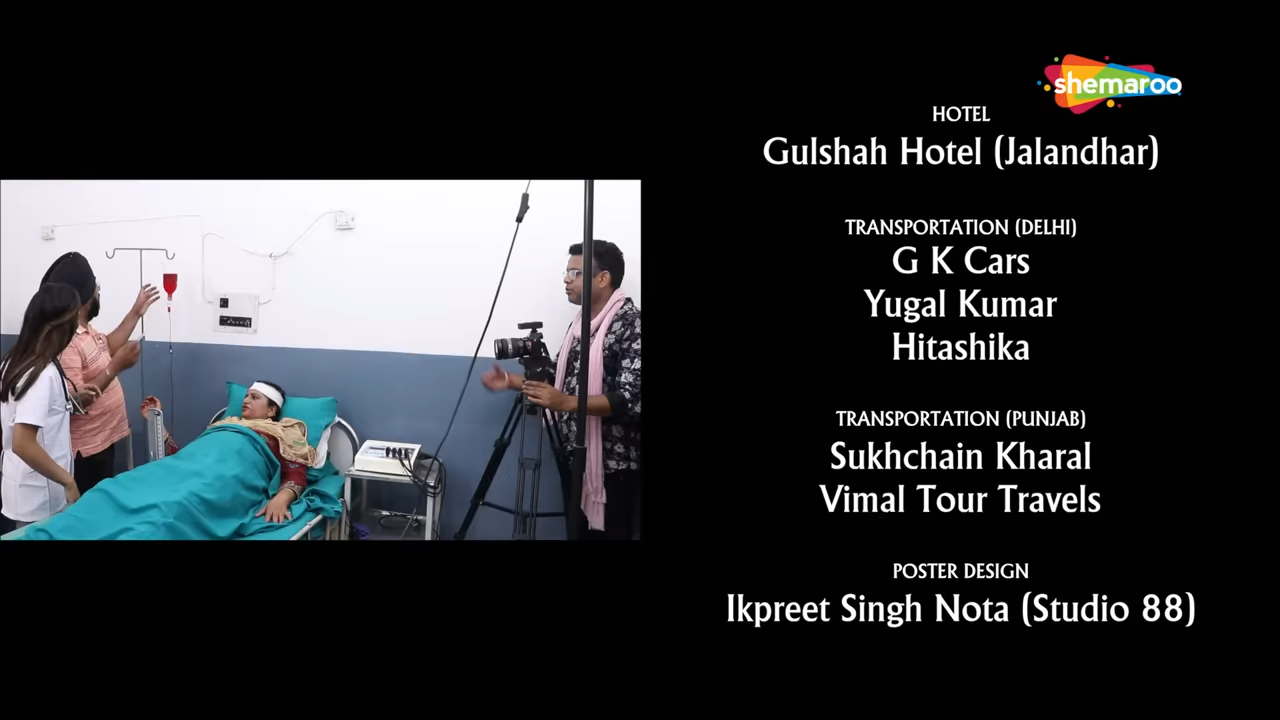 shemaroo
HOTEL
Gulshah Hotel (Jalandhar)
TRANSPORTATION (DELHI)
G K Cars
Yugal Kumar
Hitashika
TRANSPORTATION (PUNJAB)
Sukhchain Kharal
Vimal Tour Travels
POSTER DESIGN
Ikpreet Singh Nota (Studio 88)